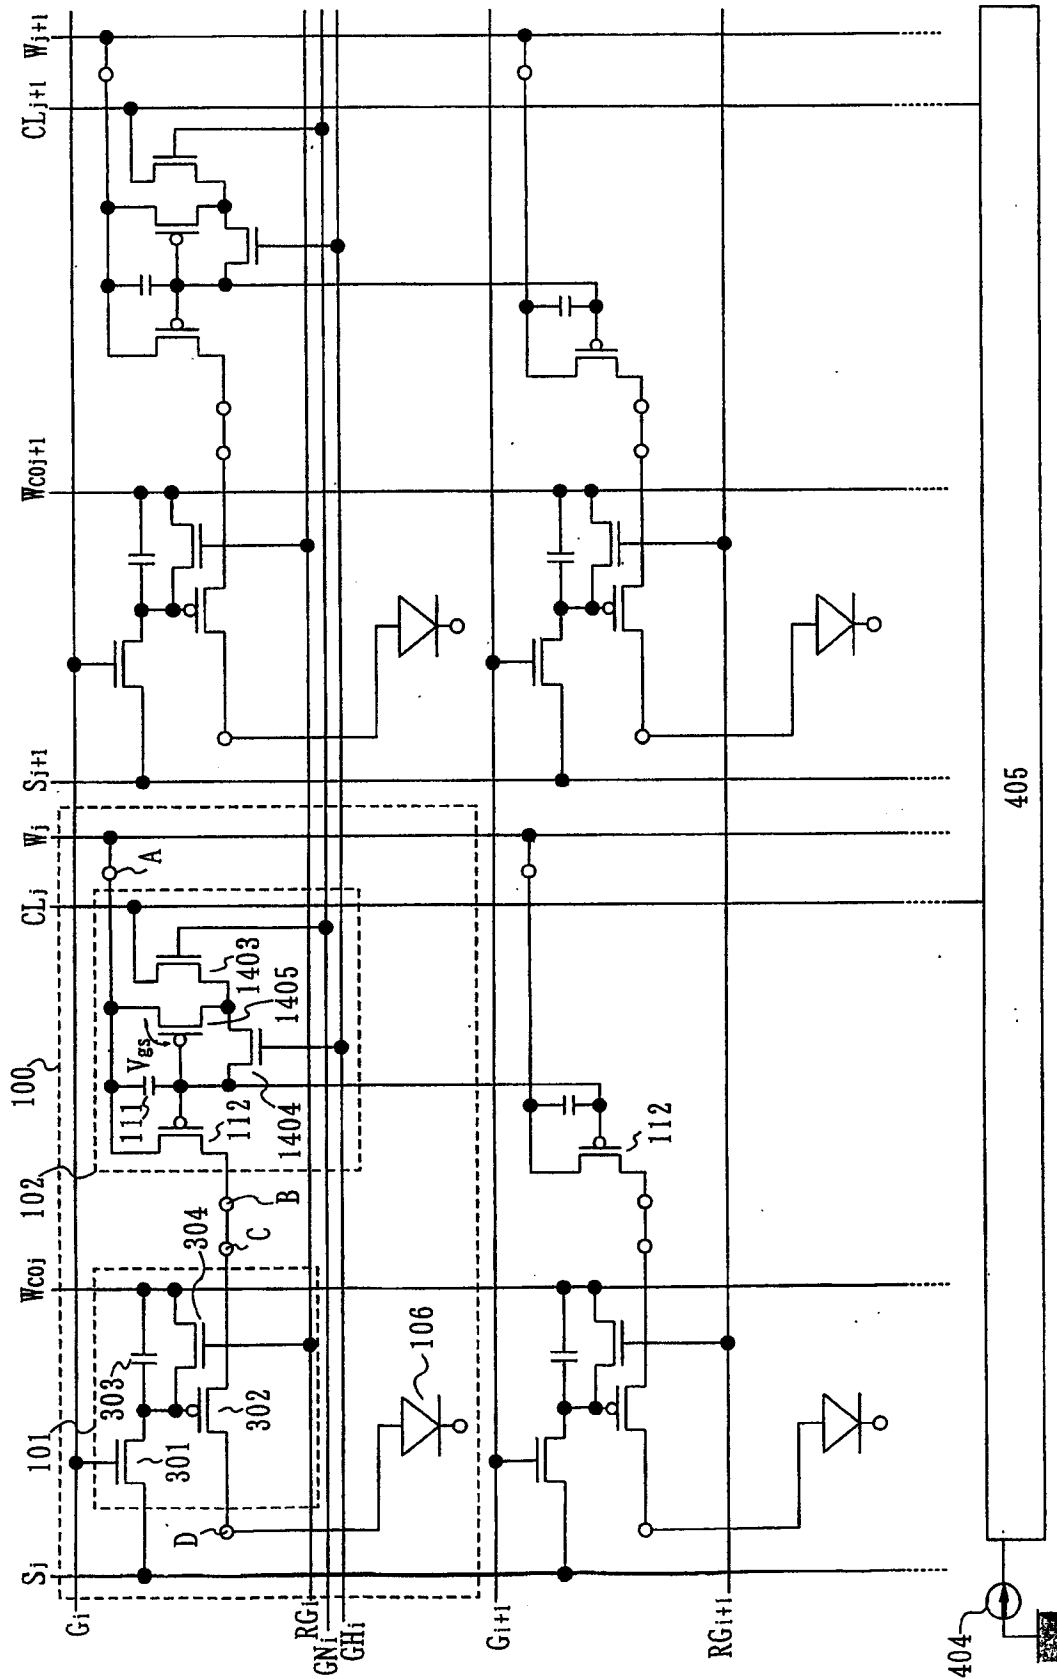 Sj
Wcoj
CLj
Wj
Sj+1
Wcoj+1
CLj+1
Wj+1
100
102
101
301
303
304
302
D
C
B
A
111
112
Vgs
1403
1405
1404
106
112
Gi
RGi
GNi
GHi
Gi+1
RGi+1
404
405